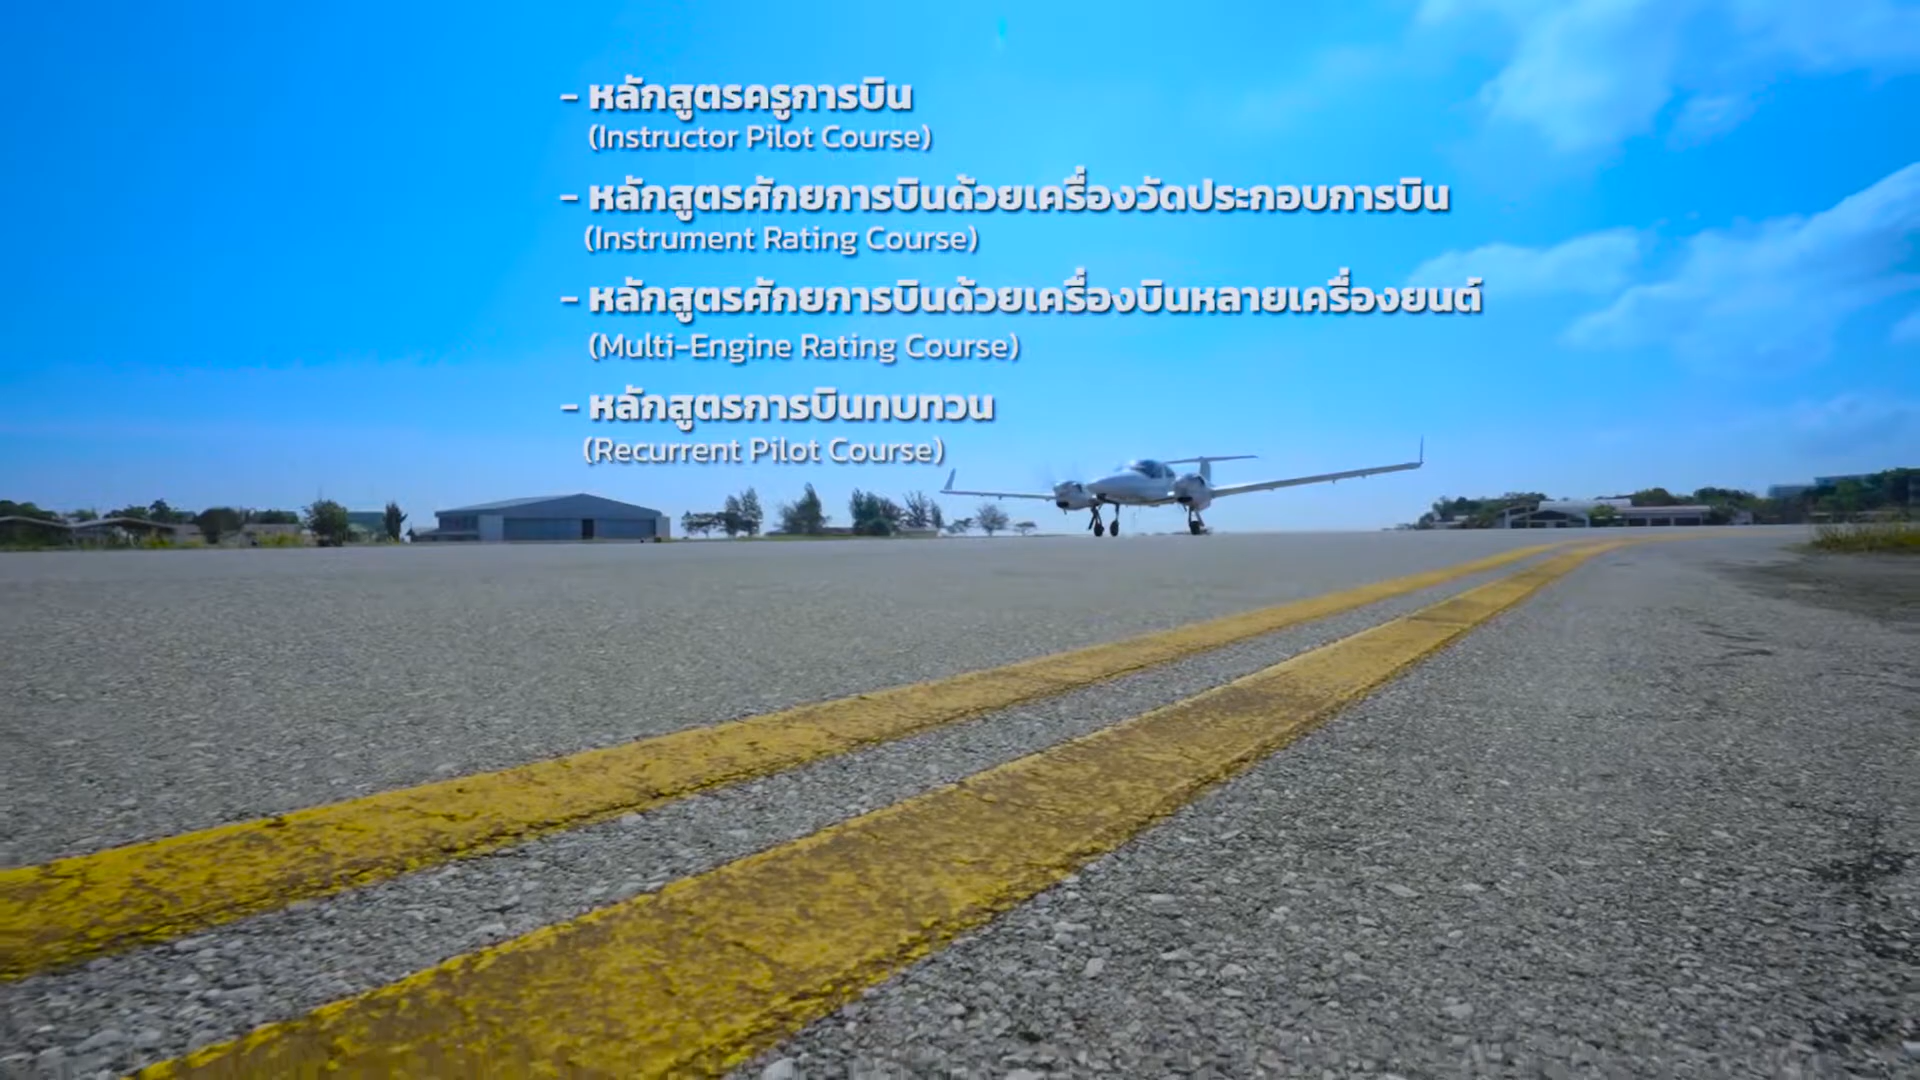 - หลักสูตรครูการบิน
(Instructor Pilot Course)
- หลักสูตรศักยการบินด้วยเครื่องวัดประกอบการบิน
(Instrument Rating Course)
- หลักสูตรศักยการบินด้วยเครื่องบินหลายเครื่องยนต์
(Multi-Engine Rating Course)
- หลักสูตรการบินทบทวน
(Recurrent Pilot Course)